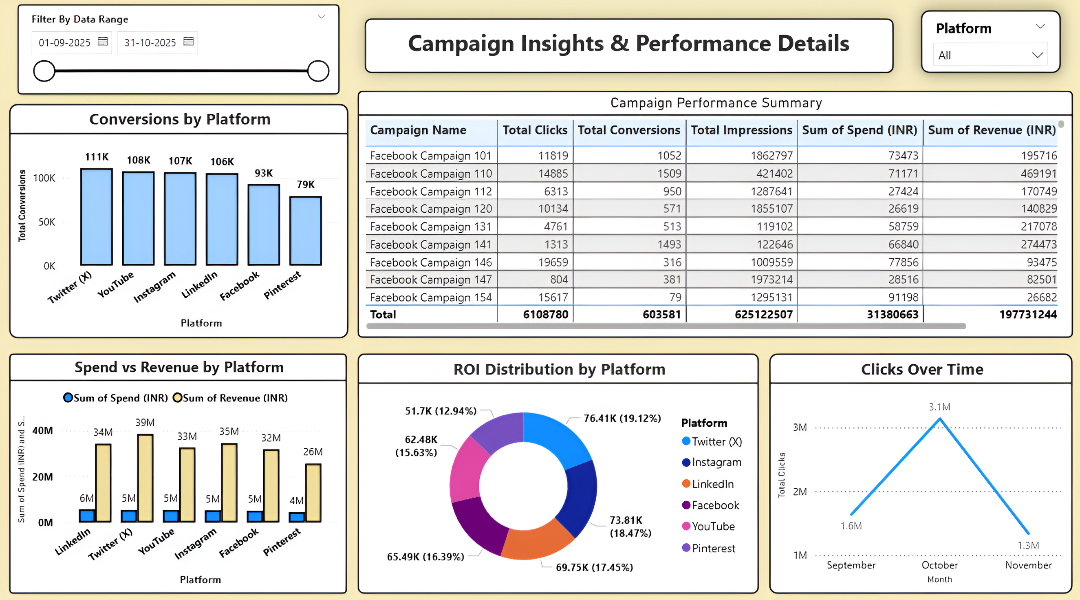 Filter By Data Range
01-09-2025 31-10-2025
Campaign Insights & Performance Details
Platform
All
Conversions by Platform
Total Conversions
100K
50K
0K
111K 108K 107K 106K 93K 79K
Twitter (X) YouTube Instagram LinkedIn Facebook Pinterest
Platform
Campaign Performance Summary
Campaign Name Total Clicks Total Conversions Total Impressions Sum of Spend (INR) Sum of Revenue (INR)
Facebook Campaign 101 11819 1052 1862797 73473 195716
Facebook Campaign 110 14885 1509 421402 71171 469191
Facebook Campaign 112 6313 950 1287641 27424 170749
Facebook Campaign 120 10134 571 1855107 26619 140829
Facebook Campaign 131 4761 513 119102 58759 217078
Facebook Campaign 141 1313 1493 122646 66840 274473
Facebook Campaign 146 19659 316 1009559 77856 93475
Facebook Campaign 147 804 381 1973214 28516 82501
Facebook Campaign 154 15617 79 1295131 91198 26682
Total 6108780 603581 625122507 31380663 197731244
Spend vs Revenue by Platform
Sum of Spend (INR) Sum of Revenue (INR)
Sum of Spend (INR) and S...
40M
20M
0M
6M 34M 5M 39M 5M 33M 5M 35M 5M 32M 4M 26M
LinkedIn Twitter (X) YouTube Instagram Facebook Pinterest
Platform
ROI Distribution by Platform
51.7K (12.94%)
76.41K (19.12%)
62.48K
(15.63%)
73.81K
(18.47%)
65.49K (16.39%)
69.75K (17.45%)
Platform
Twitter (X)
Instagram
LinkedIn
Facebook
YouTube
Pinterest
Clicks Over Time
Total Clicks
3M
2M
1M
1.6M
3.1M
1.3M
September October November
Month